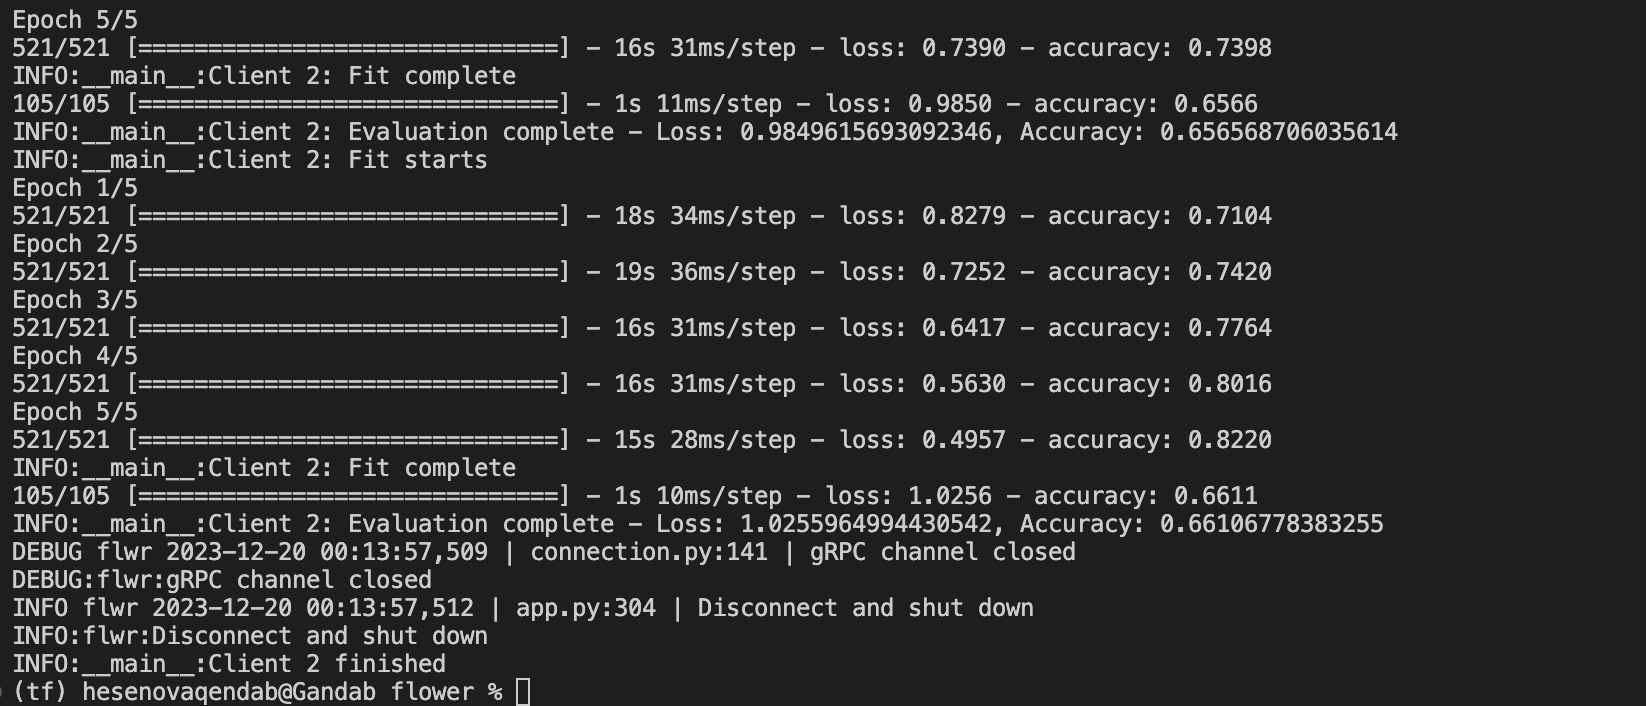 Epoch 5/5
521/521 [==============================] - 16s 31ms/step - loss: 0.7390 - accuracy: 0.7398
INFO:__main__:Client 2: Fit complete
105/105 [==============================] - 1s 11ms/step - loss: 0.9850 - accuracy: 0.6566
INFO:__main__:Client 2: Evaluation complete - Loss: 0.9849615693092346, Accuracy: 0.656568706035614
INFO:__main__:Client 2: Fit starts
Epoch 1/5
521/521 [==============================] - 18s 34ms/step - loss: 0.8279 - accuracy: 0.7104
Epoch 2/5
521/521 [==============================] - 19s 36ms/step - loss: 0.7252 - accuracy: 0.7420
Epoch 3/5
521/521 [==============================] - 16s 31ms/step - loss: 0.6417 - accuracy: 0.7764
Epoch 4/5
521/521 [==============================] - 16s 31ms/step - loss: 0.5630 - accuracy: 0.8016
Epoch 5/5
521/521 [==============================] - 15s 28ms/step - loss: 0.4957 - accuracy: 0.8220
INFO:__main__:Client 2: Fit complete
105/105 [==============================] - 1s 10ms/step - loss: 1.0256 - accuracy: 0.6611
INFO:__main__:Client 2: Evaluation complete - Loss: 1.0255964994430542, Accuracy: 0.66106778383255
DEBUG flwr 2023-12-20 00:13:57,509 | connection.py:141 | gRPC channel closed
DEBUG:flwr:gRPC channel closed
INFO flwr 2023-12-20 00:13:57,512 | app.py:304 | Disconnect and shut down
INFO:flwr:Disconnect and shut down
INFO:__main__:Client 2 finished
(tf) hesenovaqendab@Gandab flower %